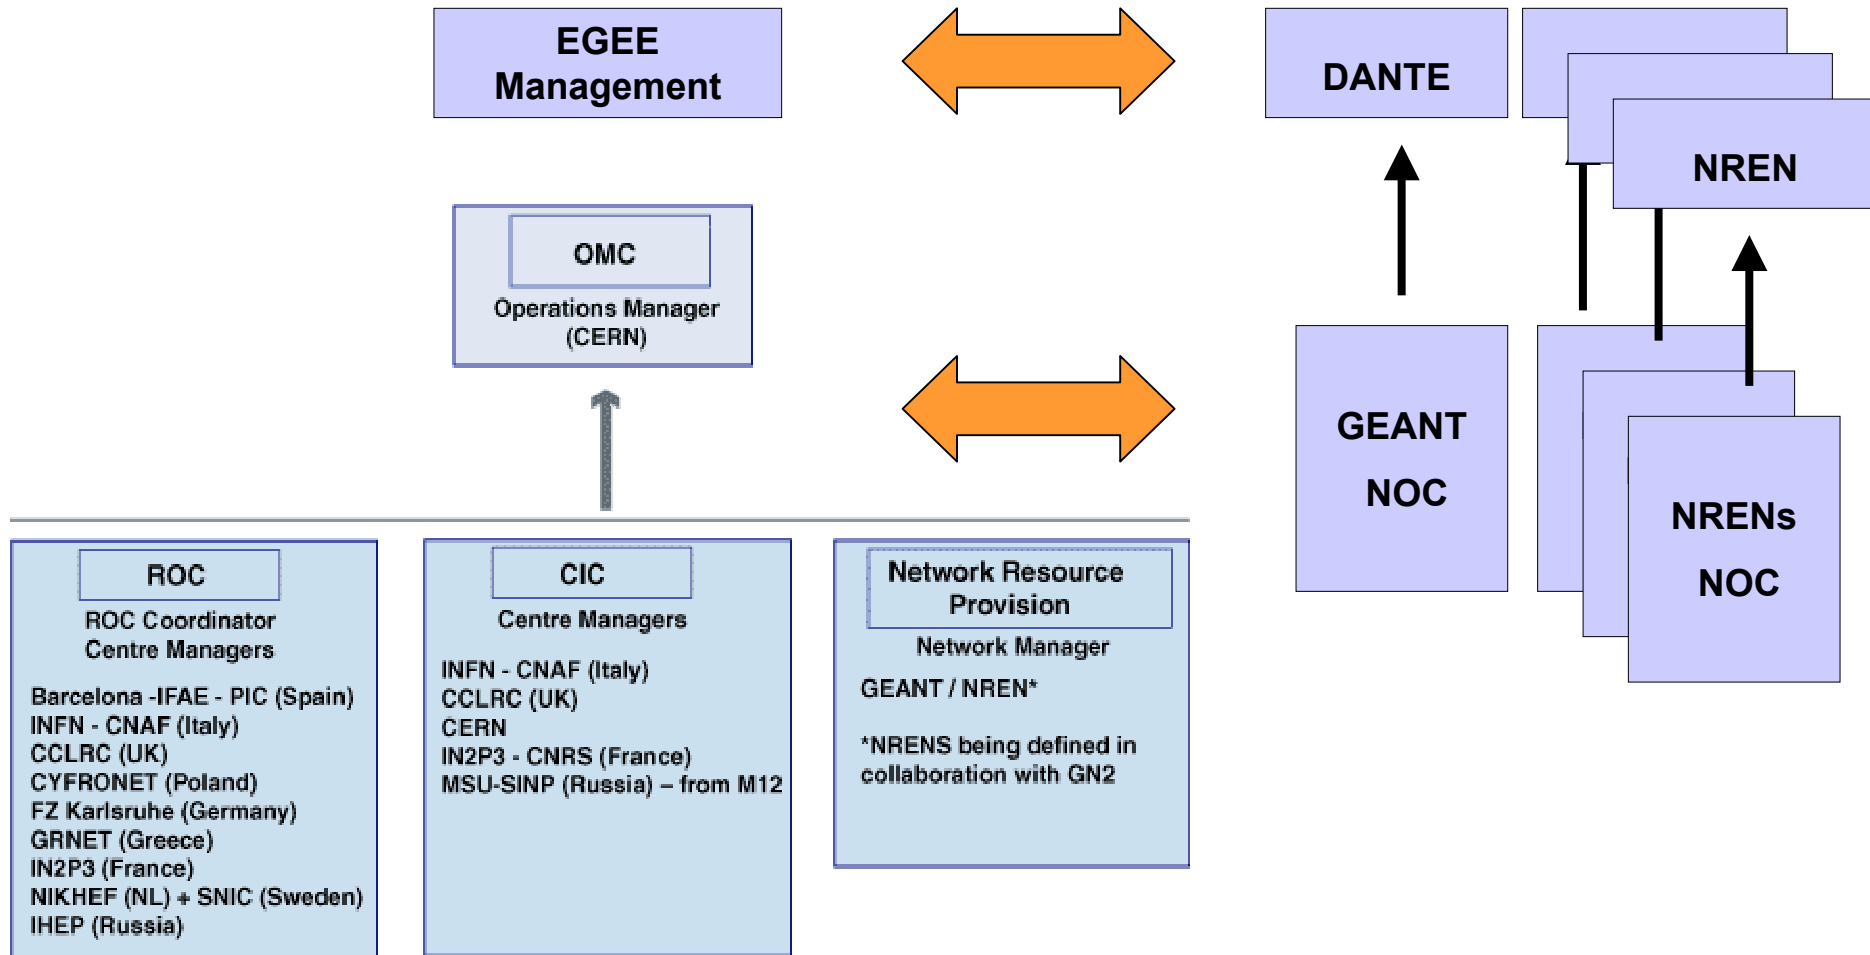 EGEE
Management
DANTE
NREN
OMC
Operations Manager
(CERN)
GEANT
NOC
NRENs
NOC
ROC
ROC Coordinator
Centre Managers
Barcelona -IFAE - PIC (Spain)
INFN - CNAF (Italy)
CCLRC (UK)
CYFRONET (Poland)
FZ Karlsruhe (Germany)
GRNET (Greece)
IN2P3 (France)
NIKHEF (NL) + SNIC (Sweden)
IHEP (Russia)
CIC
Centre Managers
INFN - CNAF (Italy)
CCLRC (UK)
CERN
IN2P3 - CNRS (France)
MSU-SINP (Russia) – from M12
Network Resource
Provision
Network Manager
GEANT / NREN*
*NRENS being defined in
collaboration with GN2